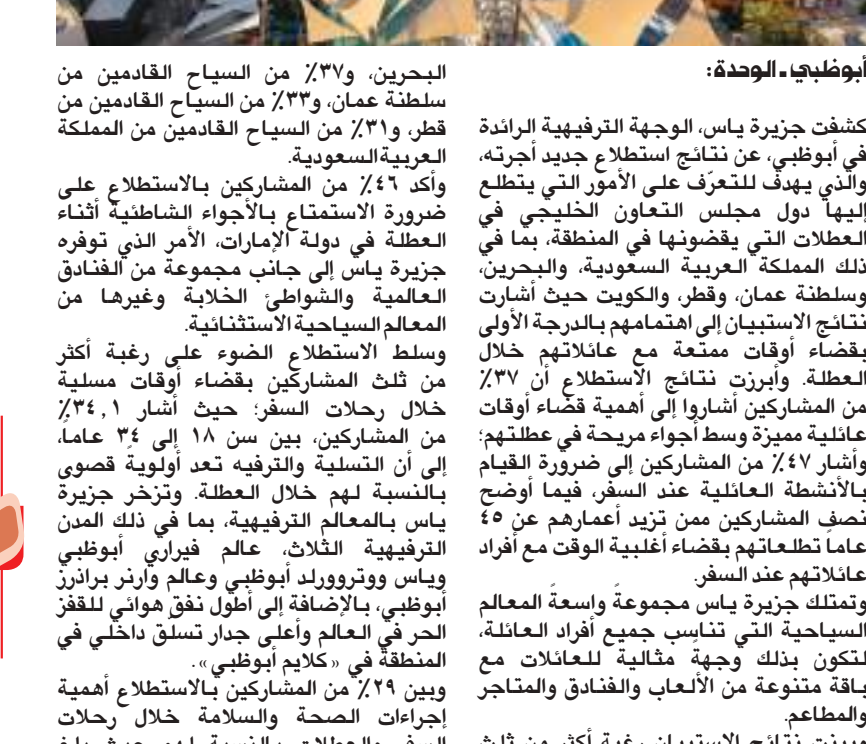 أبوظبي ـ الوحدة:
كشفت جزيرة ياس، الوجهة الترفيهية الرائدة
في أبوظبي، عن نتائج استطلاع جديد أجرته،
والذي يهدف للتعرّف على الأمور التي يتطلع
إليها دول مجلس التعاون الخليجي في
العطلات التي يقضونها في المنطقة، بما في
ذلك المملكة العربية السعودية، والبحرين،
وسلطنة عمان، وقطر، والكويت حيث أشارت
نتائج الاستبيان إلى اهتمامهم بالدرجة الأولى
بقضاء أوقات ممتعة مع عائلاتهم خلال
العطلة. وأبرزت نتائج الاستطلاع أن ٣٧٪
من المشاركين أشاروا إلى أهمية قضاء أوقات
عائلية مميزة وسط أجواء مريحة في عطلتهم؛
وأشار ٤٧٪ من المشاركين إلى ضرورة القيام
بالأنشطة العائلية عند السفر، فيما أوضح
نصف المشاركين ممن تزيد أعمارهم عن ٤٥
عاماً تطلعاتهم بقضاء أغلبية الوقت مع أفراد
عائلاتهم عند السفر.
وتمتلك جزيرة ياس مجموعةً واسعةً المعالم
السياحية التي تناسب جميع أفراد العائلة،
لتكون بذلك وجهةً مثالية للعائلات مع
باقة متنوعة من الألعاب والفنادق والمتاجر
والمطاعم.
نتائج الاستبيان رغبة أكثر من ثلث
البحرين، و٣٧٪ من السياح القادمين من
سلطنة عمان، و٣٣٪ من السياح القادمين من
قطر، و٣١٪ من السياح القادمين من المملكة
العربية السعودية.
وأكد ٤٦٪ من المشاركين بالاستطلاع على
ضرورة الاستمتاع بالأجواء الشاطئية أثناء
العطلة في دولة الإمارات، الأمر الذي توفره
جزيرة ياس إلى جانب مجموعة من الفنادق
العالمية والشواطئ الخلابة وغيرها من
المعالم السياحية الاستثنائية.
وسلط الاستطلاع الضوء على رغبة أكثر
من ثلث المشاركين بقضاء أوقات مسلية
خلال رحلات السفر؛ حيث أشار ٣٤,١٪
من المشاركين، بين سن ١٨ إلى ٣٤ عاماً،
إلى أن التسلية والترفيه تعد أولوية قصوى
بالنسبة لهم خلال العطلة. وتزخر جزيرة
ياس بالمعالم الترفيهية، بما في ذلك المدن
الترفيهية الثلاث، عالم فيراري أبوظبي
وياس ووتروورلد أبوظبي وعالم وارنر براذرز
أبوظبي، بالإضافة إلى أطول نفق هوائي للقفز
الحر في العالم وأعلى جدار تسلّق داخلي في
المنطقة في «كلايم أبوظبي».
وبين ٢٩٪ من المشاركين بالاستطلاع أهمية
إجراءات الصحة والسلامة خلال رحلات
السفر والعطلات بالنسبة لهم حيث بلغ